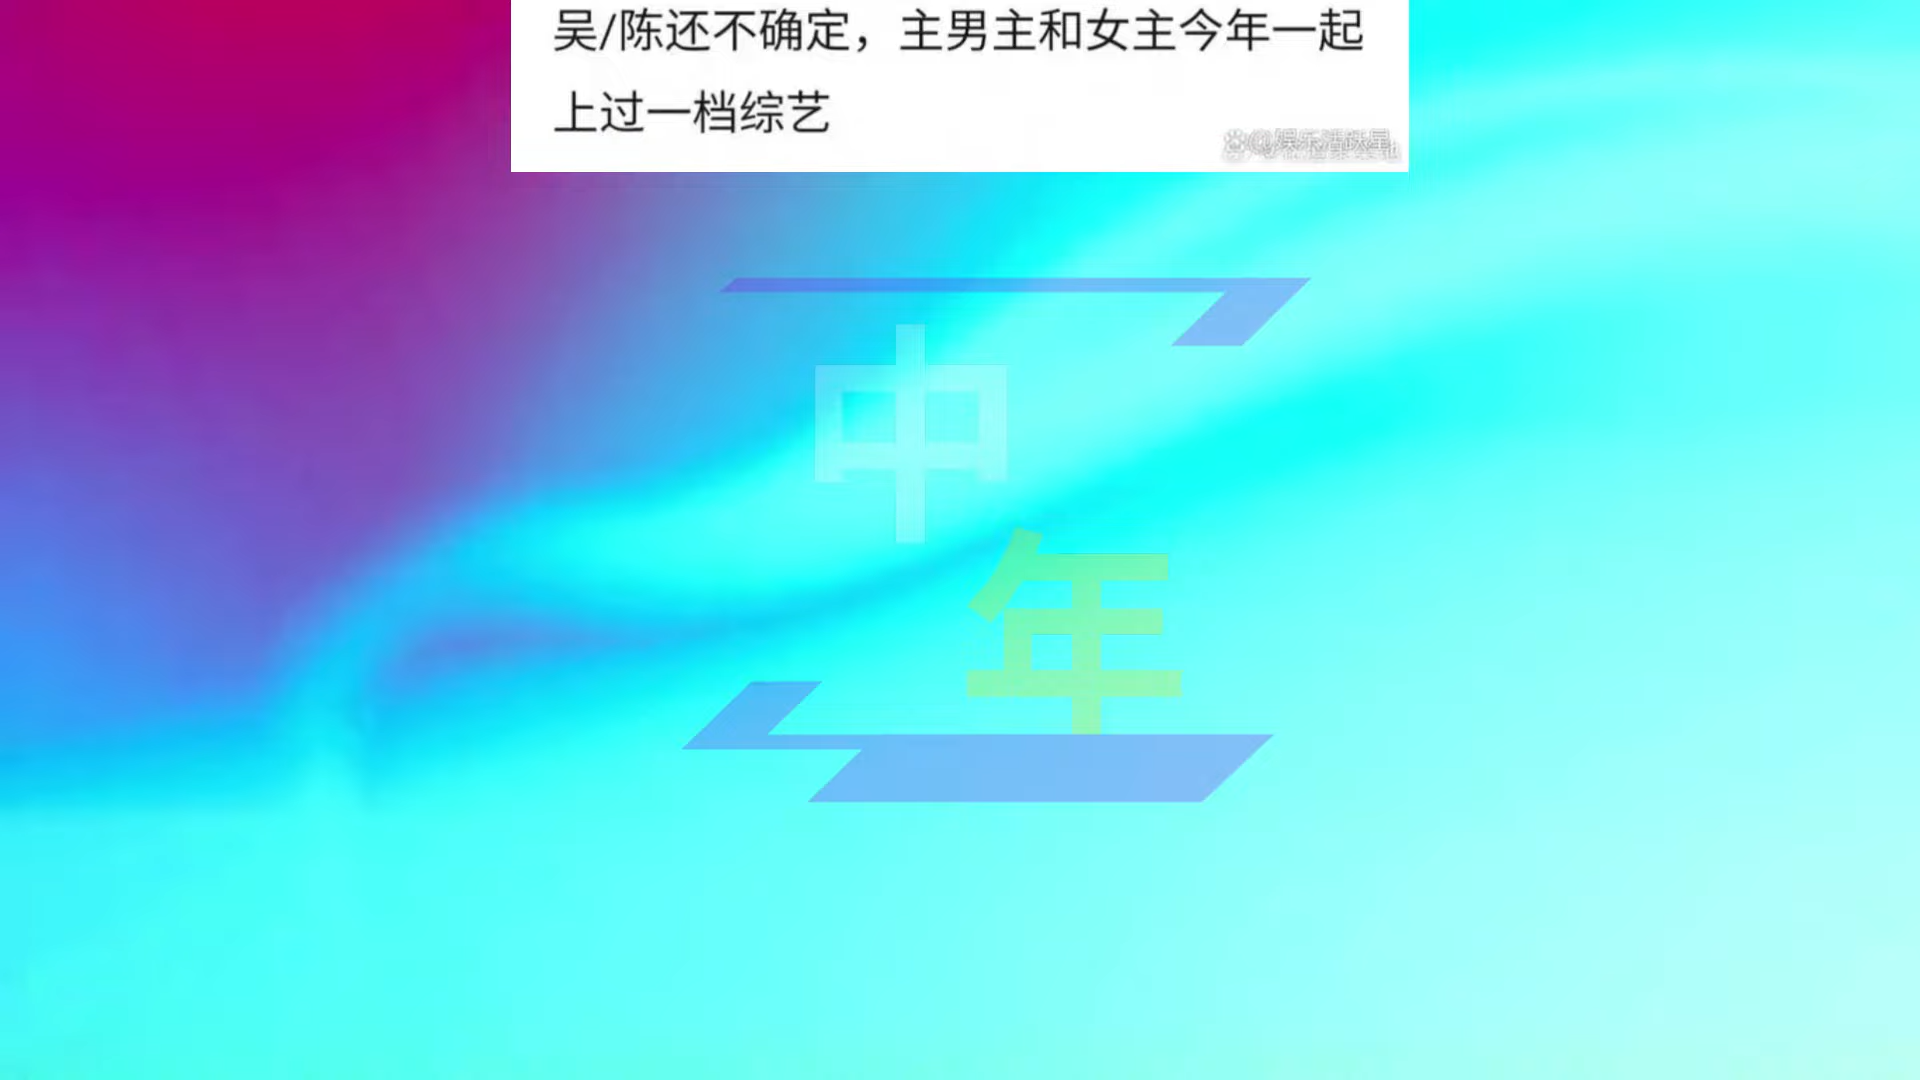 吴/陈还不确定，主男主和女主今年一起
上过一档综艺
中
年